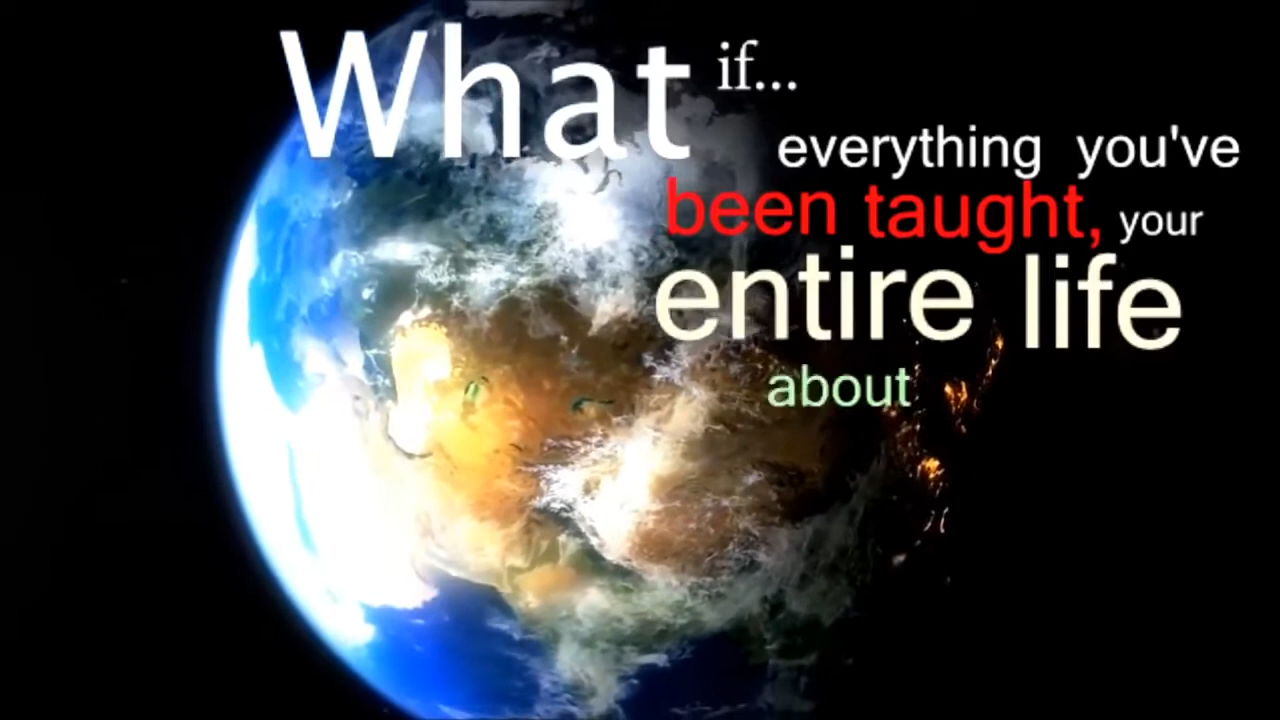 What if...
everything you've
been taught, your
entire life
about